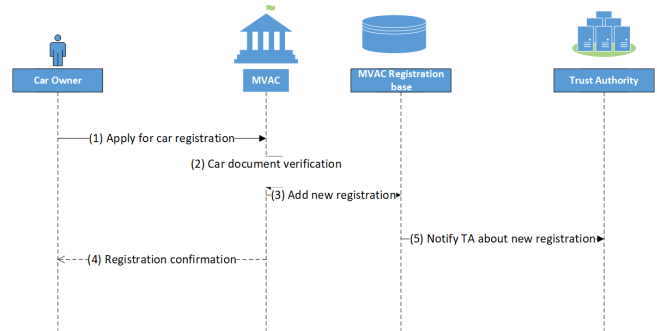 Car Owner
MVAC
MVAC Registration
base
Trust Authority
(1) Apply for car registration
(2) Car document verification
(3) Add new registration
(5) Notify TA about new registration
(4) Registration confirmation